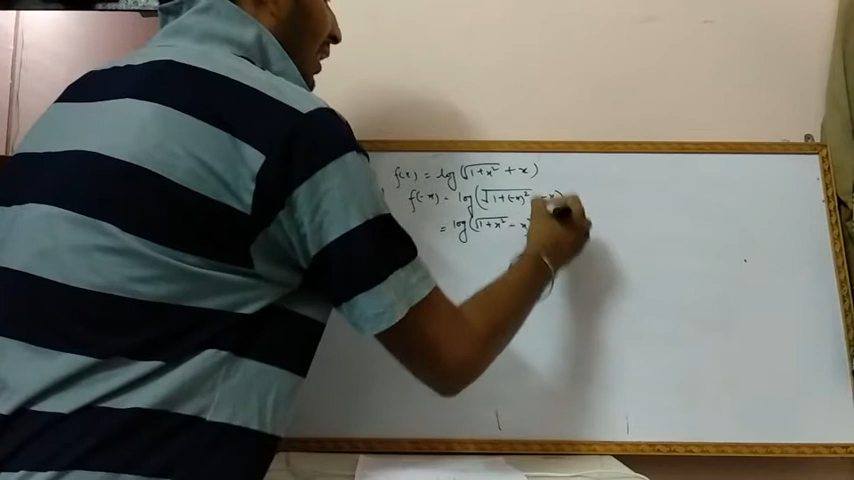 f(x) = log(√1+x² + x)
f(-x) = log(√1+(-x)² -x)
= log(√1+x² - x